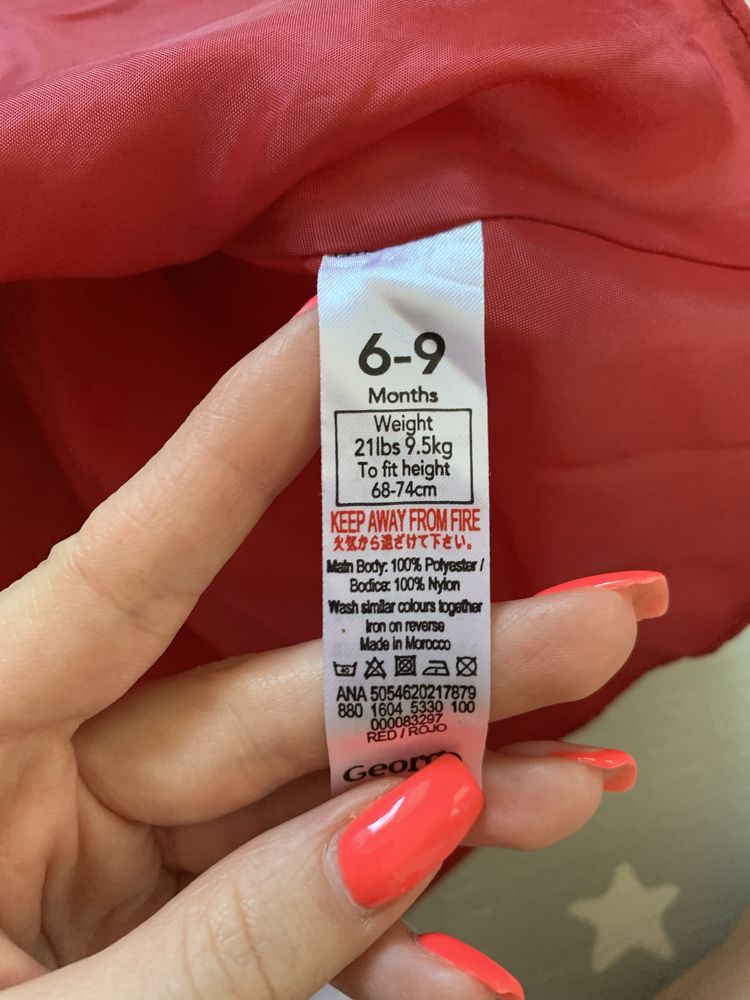 6-9
Months
Weight
21lbs 9.5kg
To fit height
68-74cm
KEEP AWAY FROM FIRE
火気から遠ざけて下さい。
Main Body: 100% Polyester /
Bodice: 100% Nylon
Wash similar colours together
Iron on reverse
Made in Morocco
40
ANA 5054620217879
880 1604 5330 100
000083297
RED / ROJO